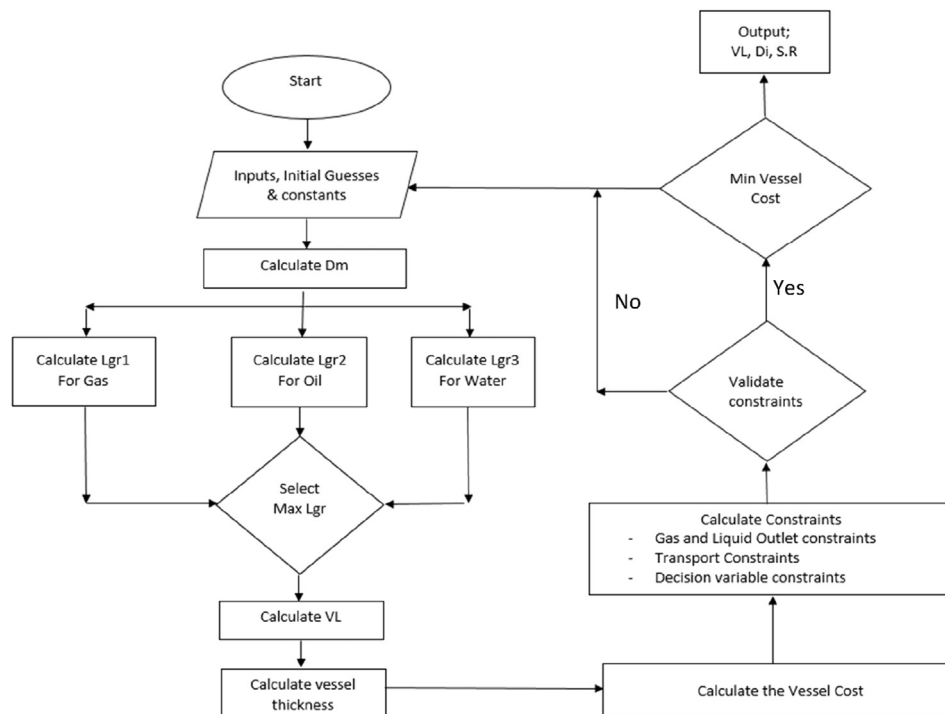 Start
Inputs, Initial Guesses
& constants
Calculate Dm
Calculate Lgr1
For Gas
Calculate Lgr2
For Oil
Calculate Lgr3
For Water
Select
Max Lgr
Calculate VL
Calculate vessel
thickness
Calculate the Vessel Cost
Calculate Constraints
- Gas and Liquid Outlet constraints
- Transport Constraints
- Decision variable constraints
Validate
constraints
No
Yes
Min Vessel
Cost
Output;
VL, Di, S.R